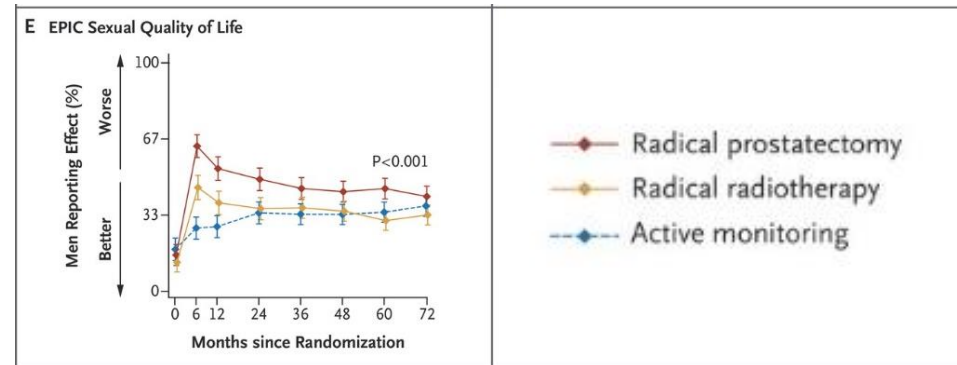 E EPIC Sexual Quality of Life
100
67
33
0
Men Reporting Effect (%)
Worse
Better
P<0.001
0 6 12 24 36 48 60 72
Months since Randomization
Radical prostatectomy
Radical radiotherapy
Active monitoring